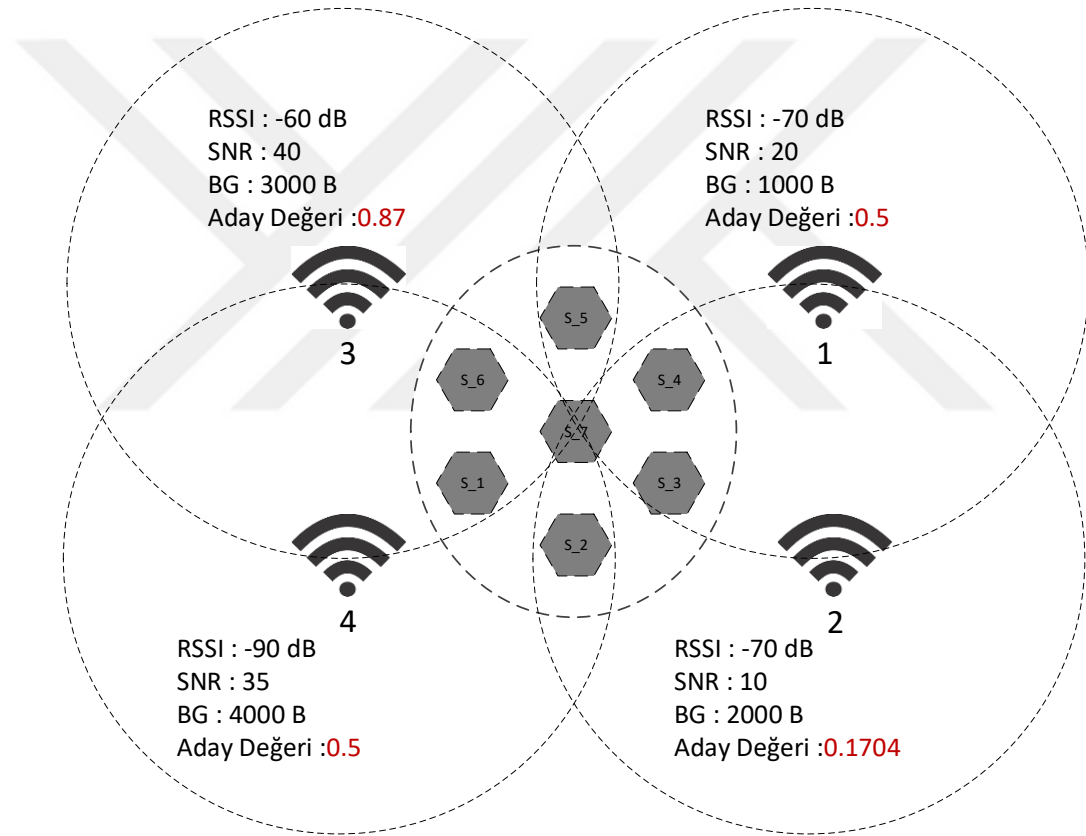 RSSI : -60 dB
SNR : 40
BG : 3000 B
Aday Değeri :0.87
3
RSSI : -70 dB
SNR : 20
BG : 1000 B
Aday Değeri :0.5
1
S_5
S_6
S_4
S_7
S_1
S_3
S_2
4
RSSI : -90 dB
SNR : 35
BG : 4000 B
Aday Değeri :0.5
2
RSSI : -70 dB
SNR : 10
BG : 2000 B
Aday Değeri :0.1704